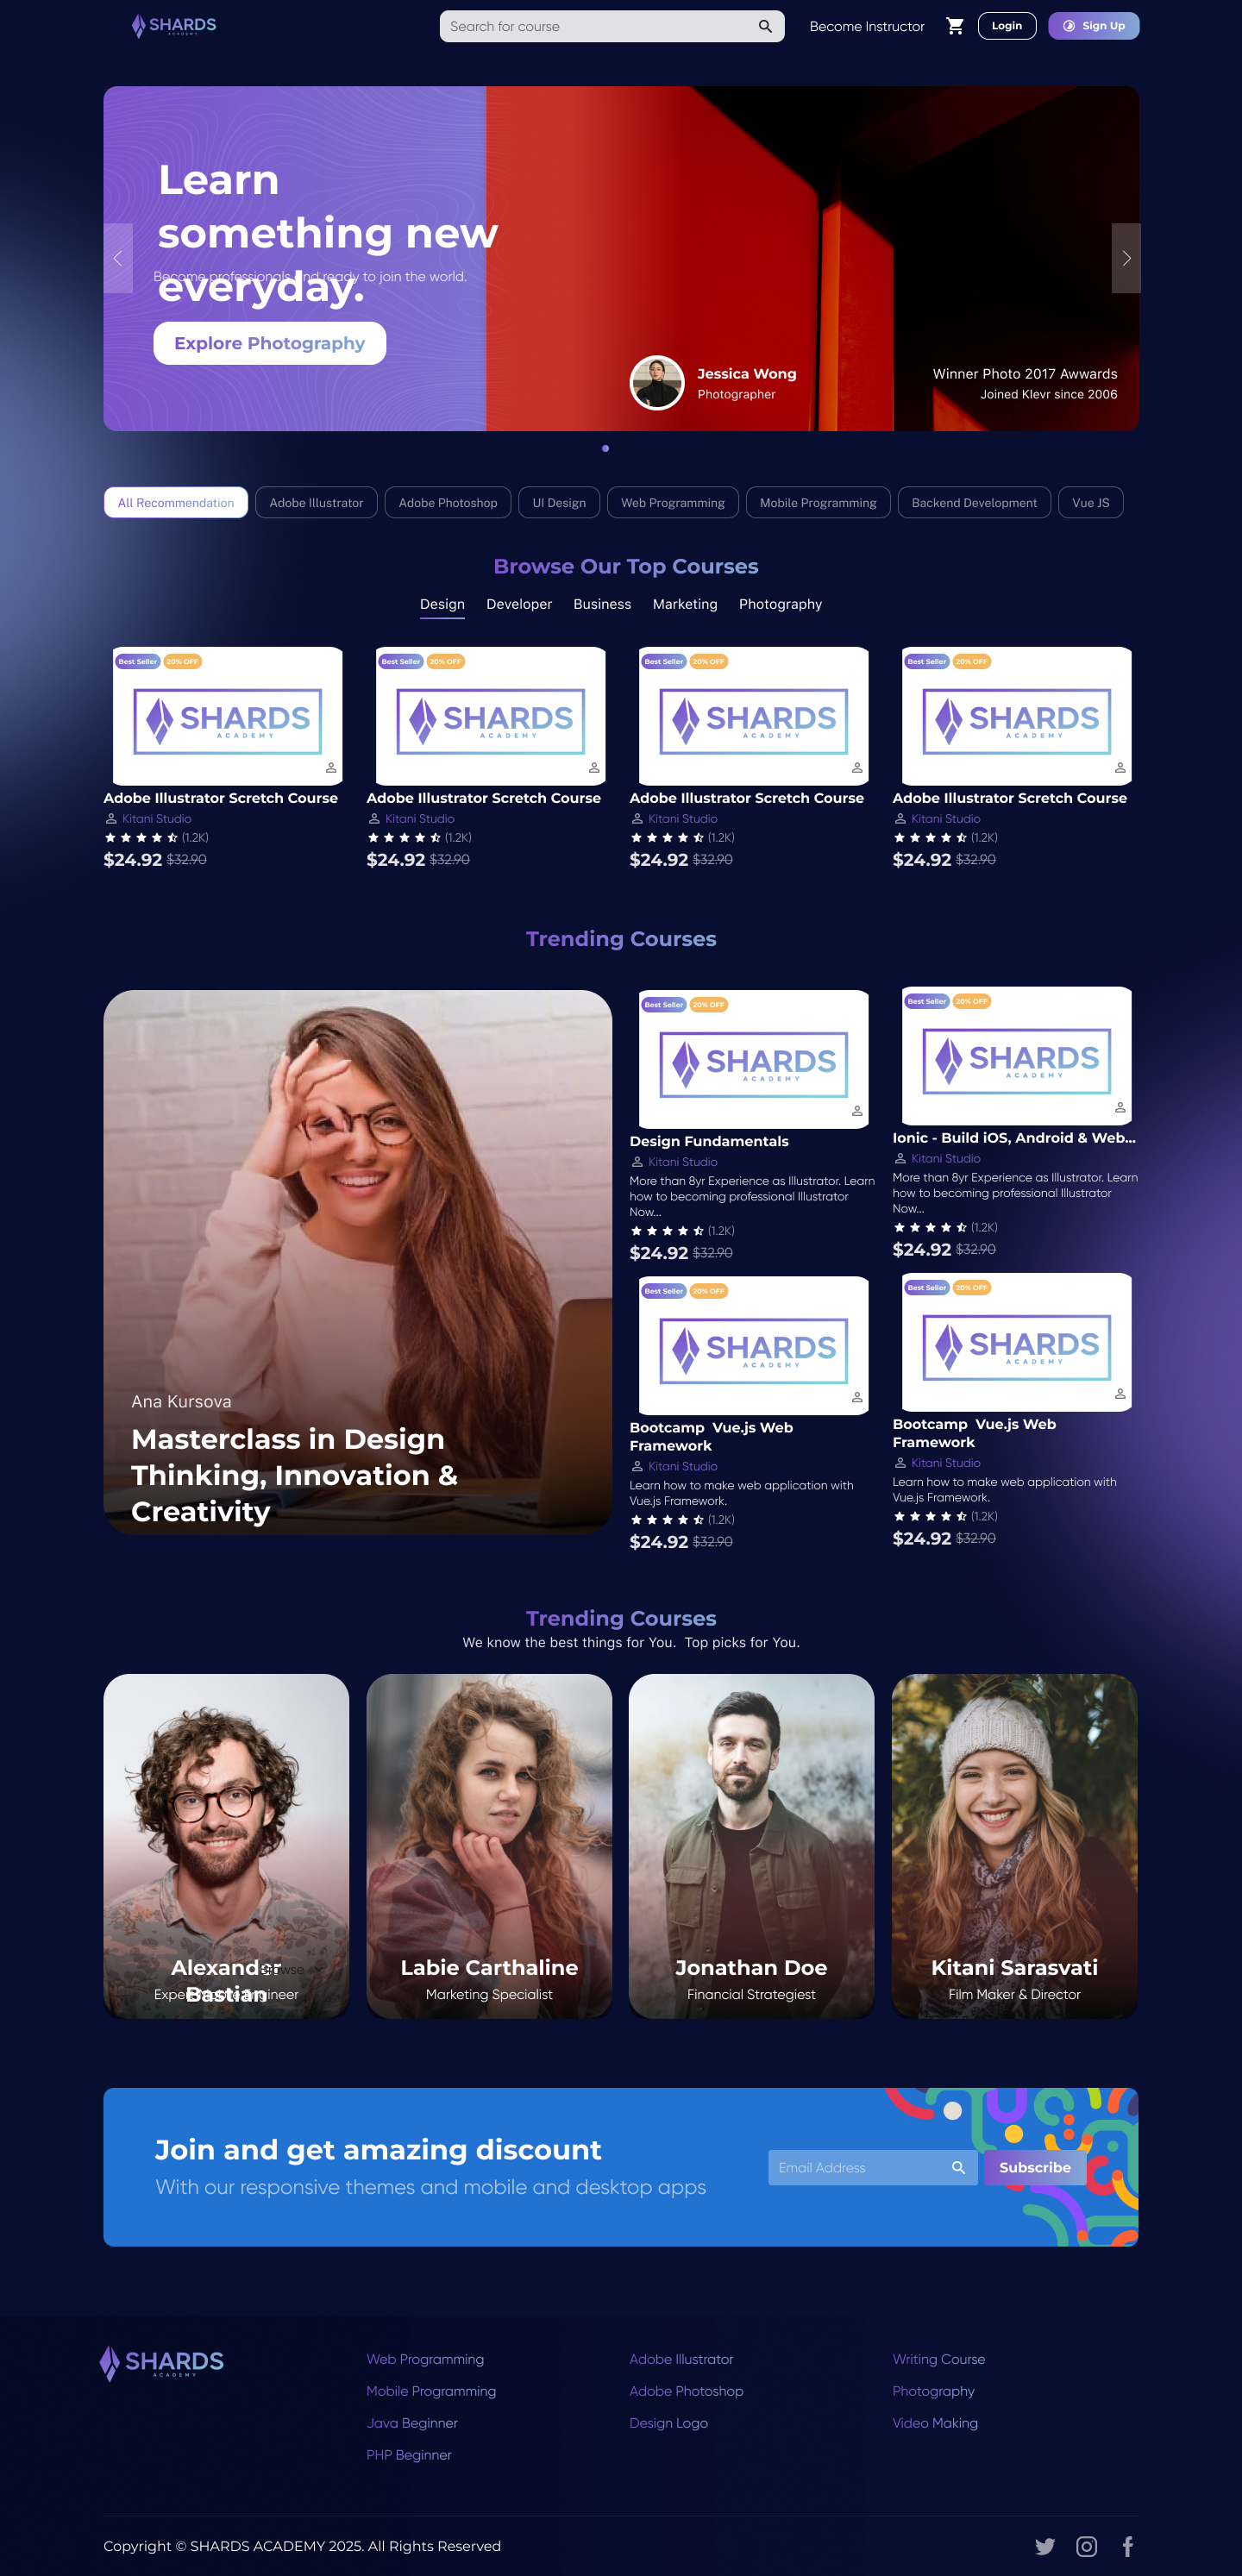 SHARDS
ACADEMY
Search for course
Become Instructor
Login
Sign Up
Learn
something new
everyday.
Become professionals and ready to join the world.
Explore Photography
Jessica Wong
Photographer
Winner Photo 2017 Awwards
Joined Klevr since 2006
All Recommendation
Adobe Illustrator
Adobe Photoshop
UI Design
Web Programming
Mobile Programming
Backend Development
Vue JS
Browse Our Top Courses
Design
Developer
Business
Marketing
Photography
Best Seller
20% OFF
SHARDS
ACADEMY
Adobe Illustrator Scretch Course
Kitani Studio
(1.2K)
$24.92 $32.90
Best Seller
20% OFF
SHARDS
ACADEMY
Adobe Illustrator Scretch Course
Kitani Studio
(1.2K)
$24.92 $32.90
Best Seller
20% OFF
SHARDS
ACADEMY
Adobe Illustrator Scretch Course
Kitani Studio
(1.2K)
$24.92 $32.90
Best Seller
20% OFF
SHARDS
ACADEMY
Adobe Illustrator Scretch Course
Kitani Studio
(1.2K)
$24.92 $32.90
Trending Courses
Ana Kursova
Masterclass in Design
Thinking, Innovation &
Creativity
Best Seller
20% OFF
SHARDS
ACADEMY
Design Fundamentals
Kitani Studio
More than 8yr Experience as Illustrator. Learn
how to becoming professional Illustrator
Now...
(1.2K)
$24.92 $32.90
Best Seller
20% OFF
SHARDS
ACADEMY
Ionic - Build iOS, Android & Web...
Kitani Studio
More than 8yr Experience as Illustrator. Learn
how to becoming professional Illustrator
Now...
(1.2K)
$24.92 $32.90
Best Seller
20% OFF
SHARDS
ACADEMY
Bootcamp Vue.js Web
Framework
Kitani Studio
Learn how to make web application with
Vue.js Framework.
(1.2K)
$24.92 $32.90
Best Seller
20% OFF
SHARDS
ACADEMY
Bootcamp Vue.js Web
Framework
Kitani Studio
Learn how to make web application with
Vue.js Framework.
(1.2K)
$24.92 $32.90
Trending Courses
We know the best things for You. Top picks for You.
Alexander
Browse
Bastian
Expert Engineer
Labie Carthaline
Marketing Specialist
Jonathan Doe
Financial Strategiest
Kitani Sarasvati
Film Maker & Director
Join and get amazing discount
With our responsive themes and mobile and desktop apps
Email Address
Subscribe
SHARDS
ACADEMY
Web Programming
Mobile Programming
Java Beginner
PHP Beginner
Adobe Illustrator
Adobe Photoshop
Design Logo
Writing Course
Photography
Video Making
Copyright © SHARDS ACADEMY 2025. All Rights Reserved